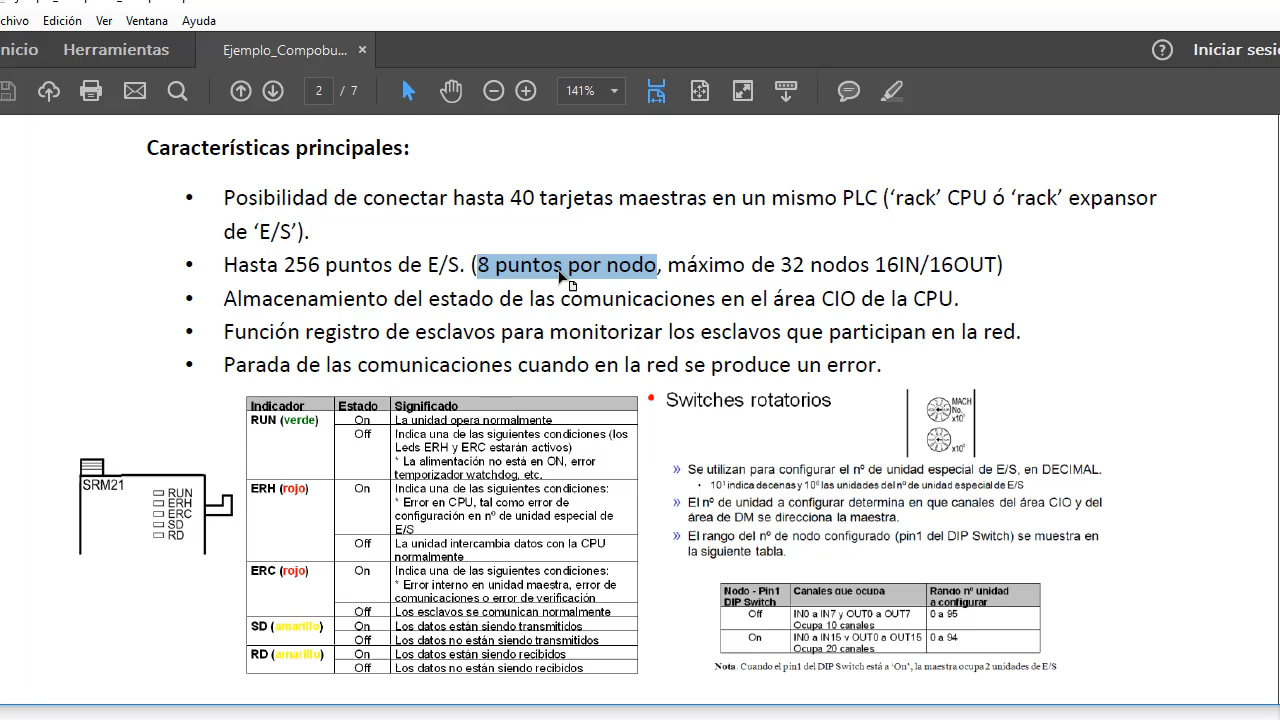 rchivo Edición Ver Ventana Ayuda
nicio Herramientas Ejemplo_Compobu... × ? Iniciar sesi
2 / 7 141%
Características principales:
• Posibilidad de conectar hasta 40 tarjetas maestras en un mismo PLC (‘rack’ CPU ó ‘rack’ expansor
de ‘E/S’).
• Hasta 256 puntos de E/S. (8 puntos por nodo, máximo de 32 nodos 16IN/16OUT)
• Almacenamiento del estado de las comunicaciones en el área CIO de la CPU.
• Función registro de esclavos para monitorizar los esclavos que participan en la red.
• Parada de las comunicaciones cuando en la red se produce un error.
SRM21
RUN
ERH
ERC
SD
RD
Indicador Estado Significado
RUN (verde) On La unidad opera normalmente
Off Indica una de las siguientes condiciones (los
Leds ERH y ERC estarán activos)
* La alimentación no está en ON, error
temporizador watchdog, etc.
ERH (rojo) On Indica una de las siguientes condiciones:
* Error en CPU, tal como error de
configuración en nº de unidad especial de
E/S
Off La unidad intercambia datos con la CPU
normalmente
ERC (rojo) On Indica una de las siguientes condiciones:
* Error interno en unidad maestra, error de
comunicaciones o error de verificación
Off Los esclavos se comunican normalmente
SD (amarillo) On Los datos están siendo transmitidos
Off Los datos no están siendo transmitidos
RD (amarillo) On Los datos están siendo recibidos
Off Los datos no están siendo recibidos
• Switches rotatorios
MACH
No.
x10¹
x10⁰
» Se utilizan para configurar el nº de unidad especial de E/S, en DECIMAL.
• 10¹ indica decenas y 10⁰ las unidades del nº de unidad especial de E/S
» El nº de unidad a configurar determina en que canales del área CIO y del
área de DM se direcciona la maestra.
» El rango del nº de nodo configurado (pin1 del DIP Switch) se muestra en
la siguiente tabla.
Nodo - Pin1 DIP Switch Canales que ocupa Rango nº unidad a configurar
Off IN0 a IN7 y OUT0 a OUT7 0 a 95
Ocupa 10 canales
On IN0 a IN15 y OUT0 a OUT15 0 a 94
Ocupa 20 canales
Nota: Cuando el pin1 del DIP Switch está a ‘On’, la maestra ocupa 2 unidades de E/S